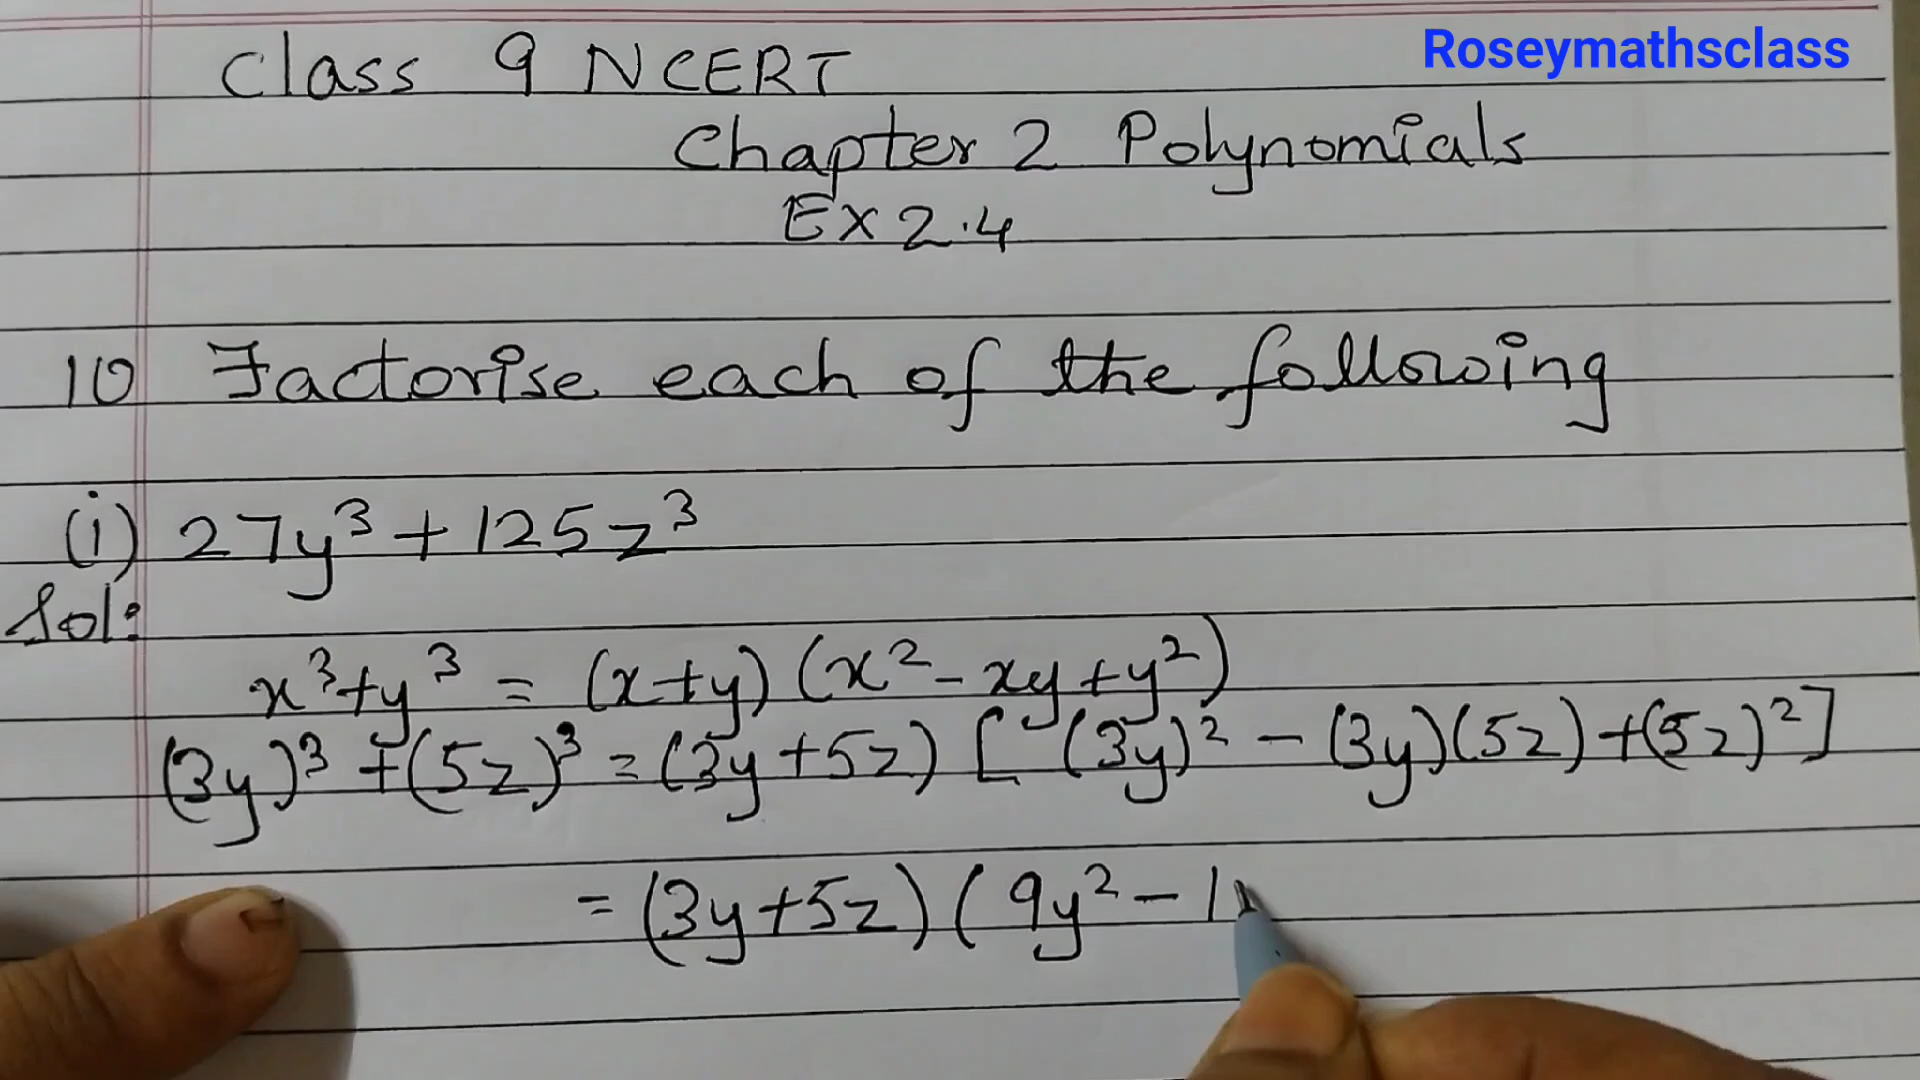 Roseymathsclass
Class 9 NCERT
Chapter 2 Polynomials
Ex 2.4
10 Factorise each of the following
(i) 27y³ + 125z³
Sol:
x³+y³ = (x+y) (x² - xy + y²)
(3y)³ + (5z)³ = (3y + 5z) [ (3y)² - (3y)(5z) + (5z)² ]
= (3y + 5z) ( 9y² - 1